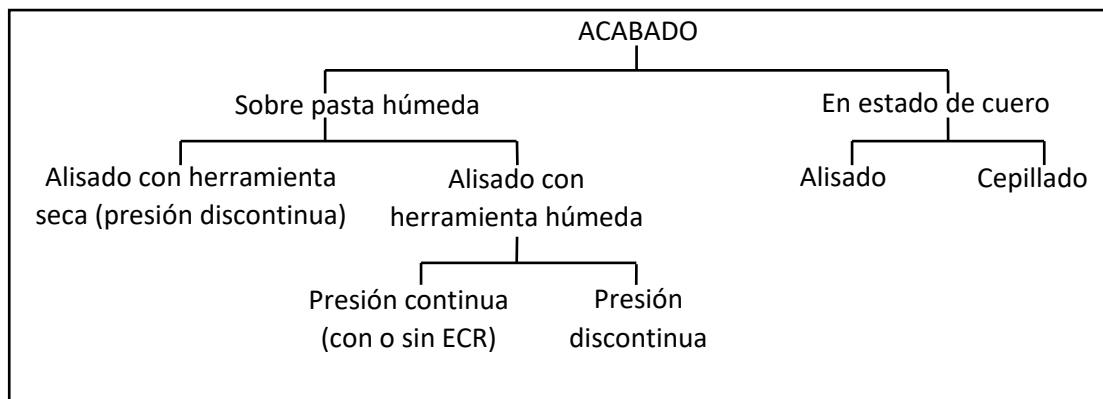 ACABADO
Sobre pasta húmeda
En estado de cuero
Alisado con herramienta
seca (presión discontinua)
Alisado con
herramienta húmeda
Alisado
Cepillado
Presión continua
(con o sin ECR)
Presión
discontinua